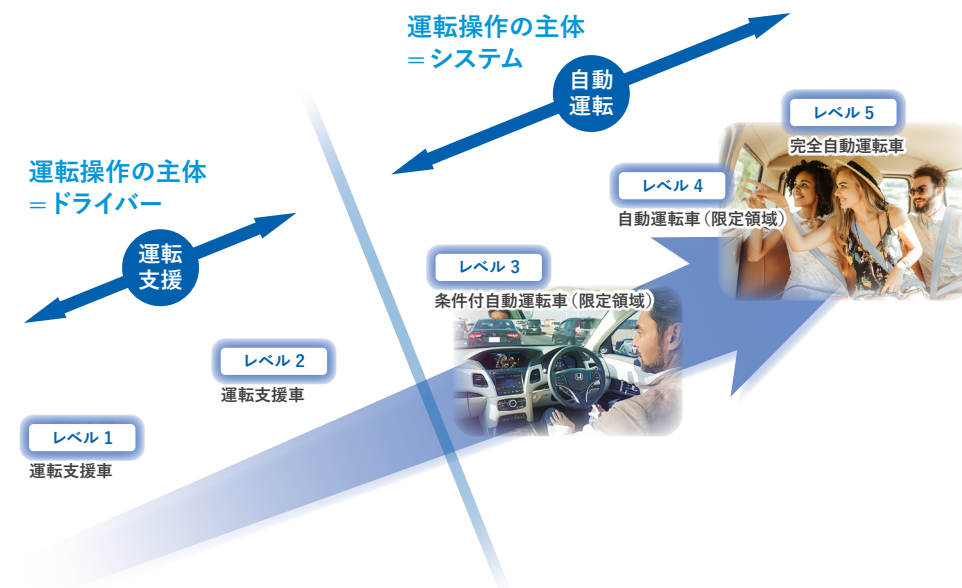 運転操作の主体
=システム
自動
運転
レベル 5
完全自動運転車
運転操作の主体
=ドライバー
レベル 4
自動運転車（限定領域）
運転
支援
レベル 3
条件付自動運転車（限定領域）
レベル 2
運転支援車
レベル 1
運転支援車